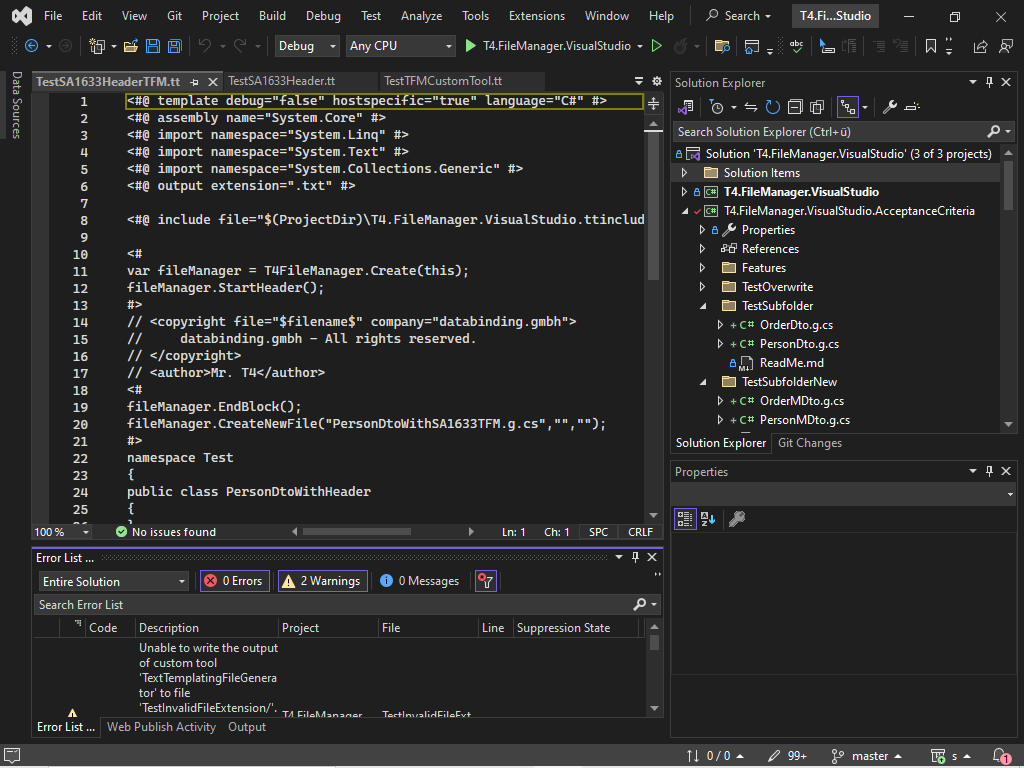 File Edit View Git Project Build Debug Test Analyze Tools Extensions Window Help Search T4.Fi...Studio
Debug Any CPU T4.FileManager.VisualStudio
Data Sources
TestSA1633HeaderTFM.tt TestSA1633Header.tt TestTFMCustomTool.tt
1 <#@ template debug="false" hostspecific="true" language="C#" #>
2 <#@ assembly name="System.Core" #>
3 <#@ import namespace="System.Linq" #>
4 <#@ import namespace="System.Text" #>
5 <#@ import namespace="System.Collections.Generic" #>
6 <#@ output extension=".txt" #>
7
8 <#@ include file="$(ProjectDir)\T4.FileManager.VisualStudio.ttinclud
9
10 <#
11 var fileManager = T4FileManager.Create(this);
12 fileManager.StartHeader();
13 #>
14 // <copyright file="$filename$" company="databinding.gmbh">
15 //     databinding.gmbh - All rights reserved.
16 // </copyright>
17 // <author>Mr. T4</author>
18 <#
19 fileManager.EndBlock();
20 fileManager.CreateNewFile("PersonDtoWithSA1633TFM.g.cs","","");
21 #>
22 namespace Test
23 {
24 public class PersonDtoWithHeader
25 {
100 % No issues found Ln: 1 Ch: 1 SPC CRLF
Error List ...
Entire Solution 0 Errors 2 Warnings 0 Messages
Search Error List
Code Description Project File Line Suppression State
Unable to write the output
of custom tool
'TextTemplatingFileGenera
tor' to file
'TestInvalidFileExtension/'.
T4.FileManager. TestInvalidFileExt
Error List ... Web Publish Activity Output
Solution Explorer
Search Solution Explorer (Ctrl+ü)
Solution 'T4.FileManager.VisualStudio' (3 of 3 projects)
Solution Items
C# T4.FileManager.VisualStudio
C# T4.FileManager.VisualStudio.AcceptanceCriteria
Properties
References
Features
TestOverwrite
TestSubfolder
+ C# OrderDto.g.cs
+ C# PersonDto.g.cs
ReadMe.md
TestSubfolderNew
+ C# OrderMDto.g.cs
+ C# PersonMDto.g.cs
Solution Explorer Git Changes
Properties
0 / 0 99+ master s 1